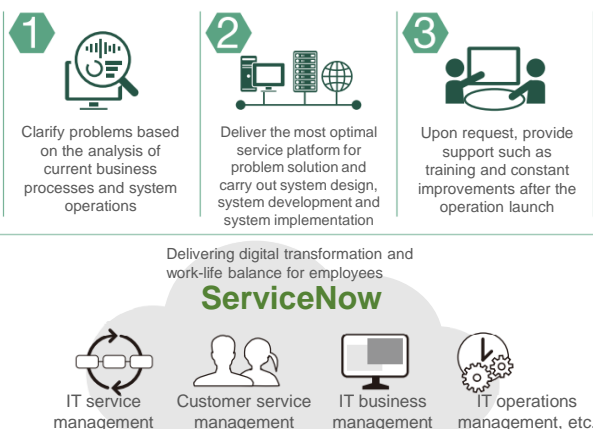 1
Clarify problems based
on the analysis of
current business
processes and system
operations
2
Deliver the most optimal
service platform for
problem solution and
carry out system design,
system development and
system implementation
3
Upon request, provide
support such as
training and constant
improvements after the
operation launch
Delivering digital transformation and
work-life balance for employees
ServiceNow
IT service
management
Customer service
management
IT business
management
IT operations
management, etc.